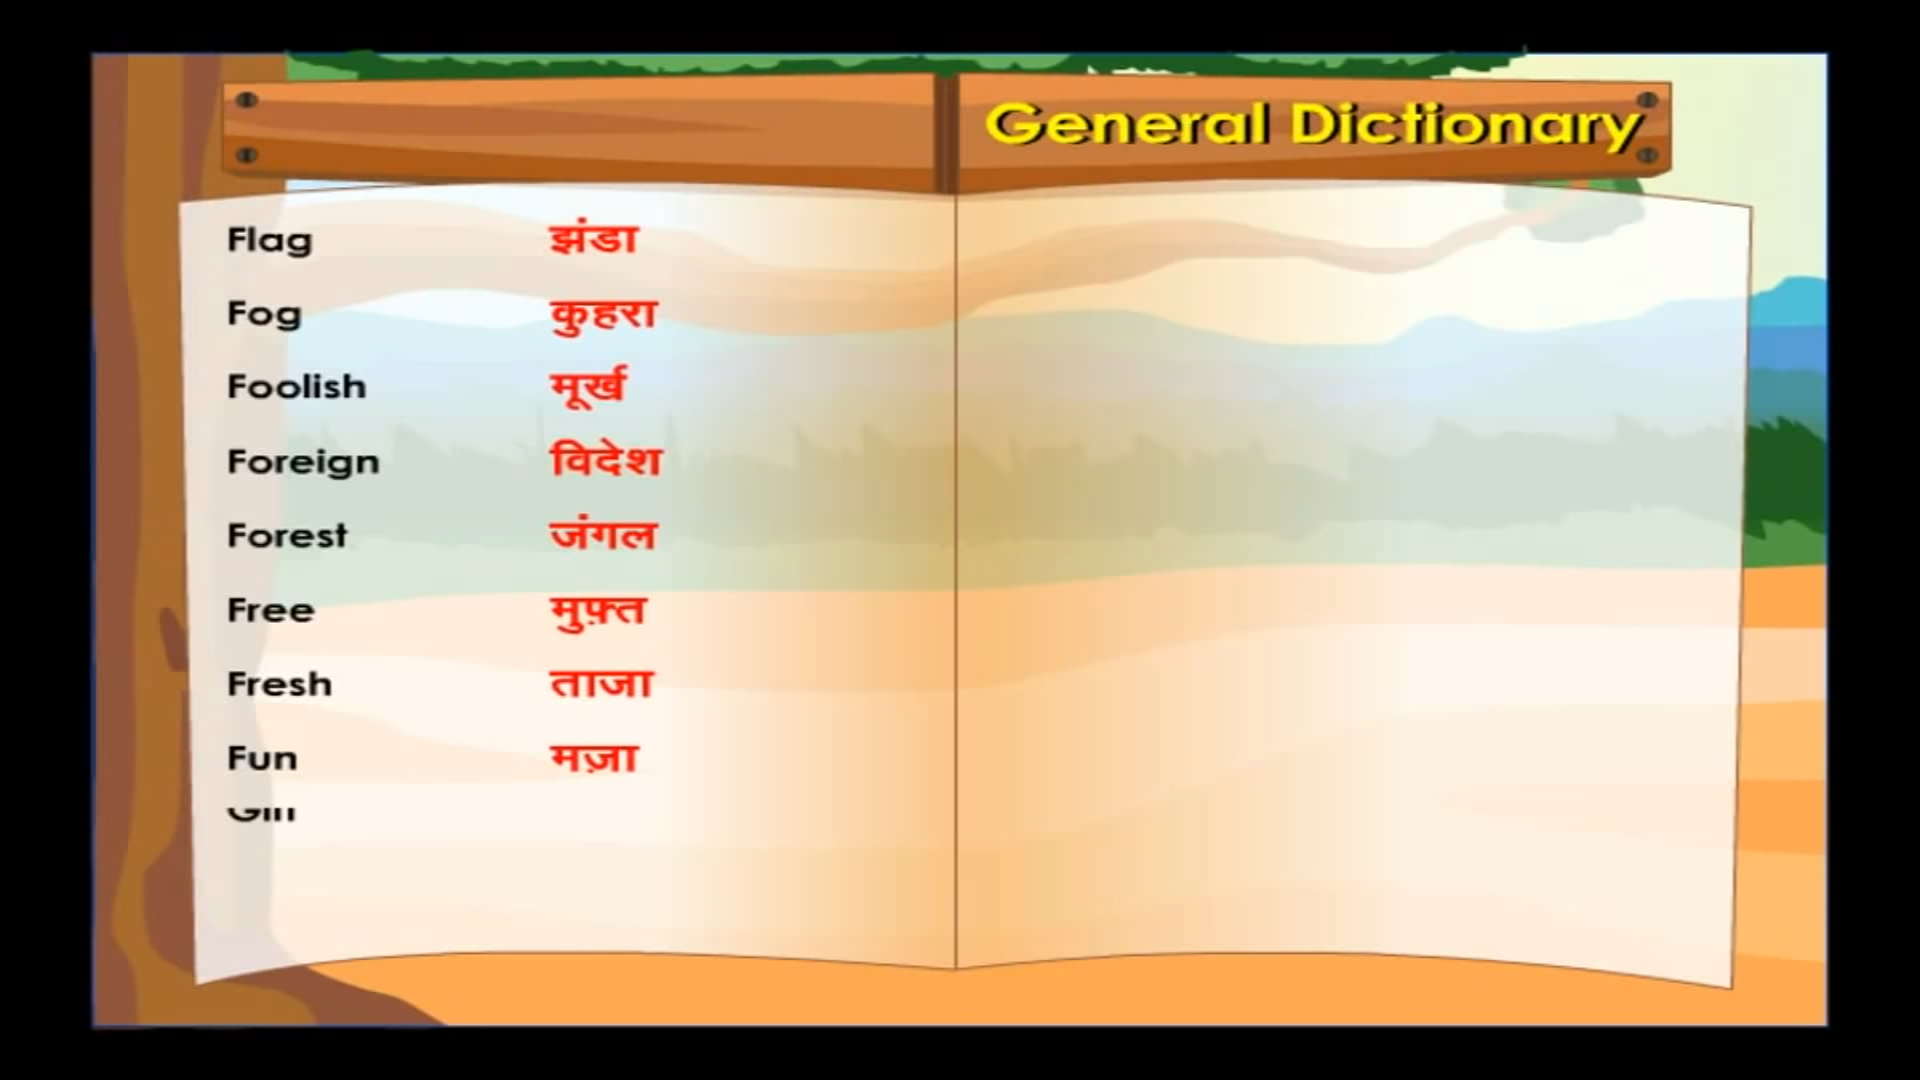 General Dictionary
Flag झंडा
Fog कुहरा
Foolish मूर्ख
Foreign विदेश
Forest जंगल
Free मुफ़्त
Fresh ताजा
Fun मज़ा